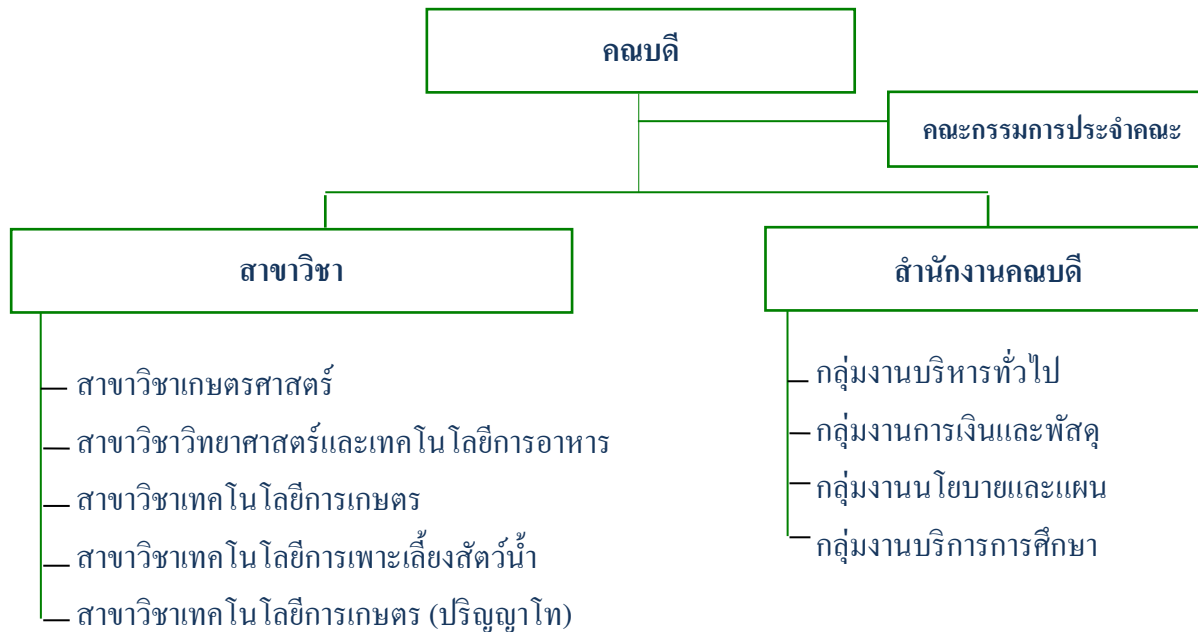 คณบดี
คณะกรรมการประจำคณะ
สาขาวิชา
สาขาวิชาเกษตรศาสตร์
สาขาวิชาวิทยาศาสตร์และเทคโนโลยีการอาหาร
สาขาวิชาเทคโนโลยีการเกษตร
สาขาวิชาเทคโนโลยีการเพาะเลี้ยงสัตว์น้ำ
สาขาวิชาเทคโนโลยีการเกษตร (ปริญญาโท)
สำนักงานคณบดี
กลุ่มงานบริหารทั่วไป
กลุ่มงานการเงินและพัสดุ
กลุ่มงานนโยบายและแผน
กลุ่มงานบริการการศึกษา